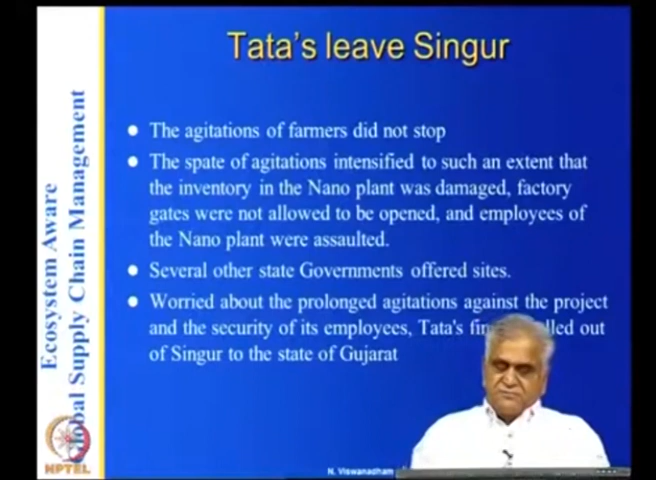 Tata's leave Singur
The agitations of farmers did not stop
The spate of agitations intensified to such an extent that
the inventory in the Nano plant was damaged, factory
gates were not allowed to be opened, and employees of
the Nano plant were assaulted.
Several other state Governments offered sites.
Worried about the prolonged agitations against the project
and the security of its employees, Tata's out
of Singur to the state of Gujarat
Ecosystem Aware
Global Supply Chain Management
NPTEL
N. Viswanadham